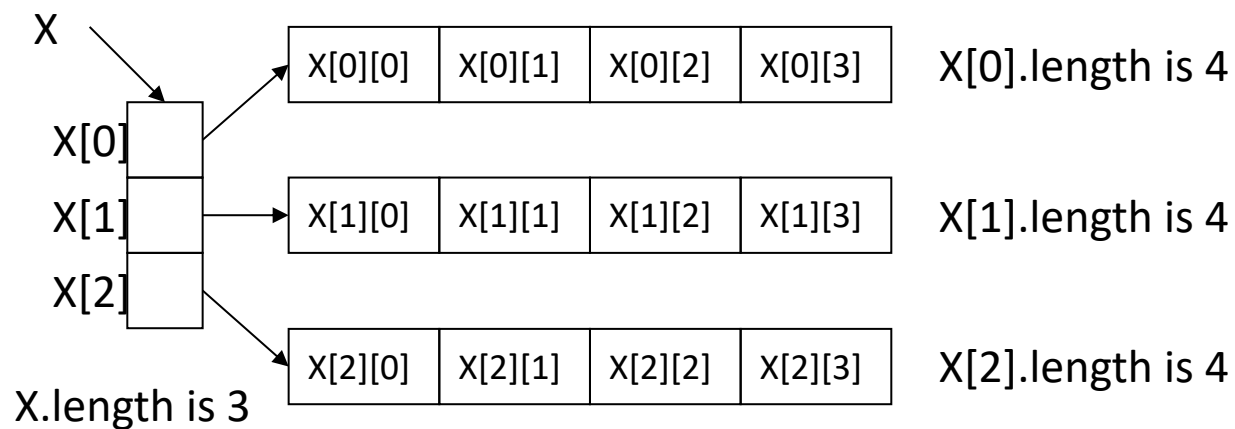 X
X[0][0] X[0][1] X[0][2] X[0][3] X[0].length is 4
X[0]
X[1] X[1][0] X[1][1] X[1][2] X[1][3] X[1].length is 4
X[2]
X[2][0] X[2][1] X[2][2] X[2][3] X[2].length is 4
X.length is 3